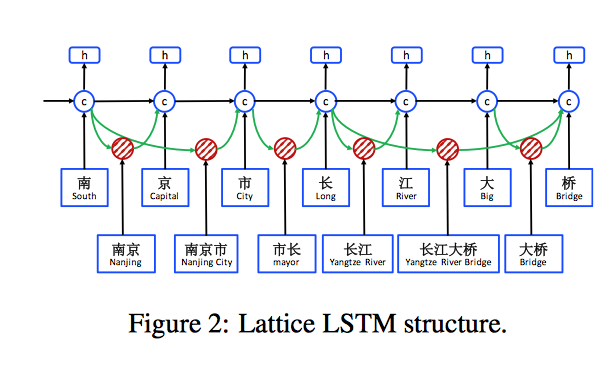 h h h h h h h
c c c c c c c
南 京 市 长 江 大 桥
South Capital City Long River Big Bridge
南京 南京市 市长 长江 长江大桥 大桥
Nanjing Nanjing City mayor Yangtze River Yangtze River Bridge Bridge
Figure 2: Lattice LSTM structure.